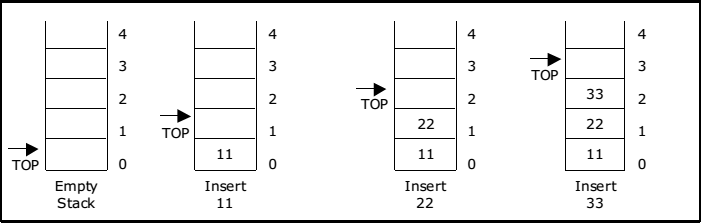 4 4 4 4
3 3 3 3
TOP
33
2 2 2 2
TOP
22 22
1 1 1 1
TOP
11 11 11
TOP
0 0 0 0
Empty Insert Insert Insert
Stack 11 22 33